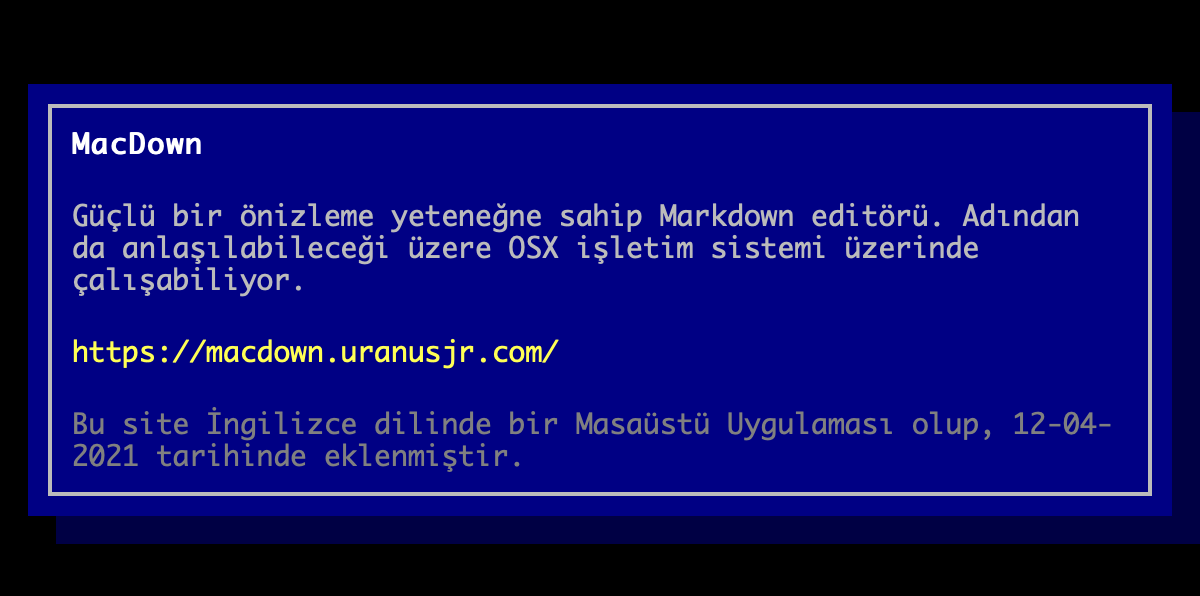 MacDown
Güçlü bir önizleme yeteneğne sahip Markdown editörü. Adından
da anlaşılabileceği üzere OSX işletim sistemi üzerinde
çalışabiliyor.
https://macdown.uranusjr.com/
Bu site İngilizce dilinde bir Masaüstü Uygulaması olup, 12-04-
2021 tarihinde eklenmiştir.